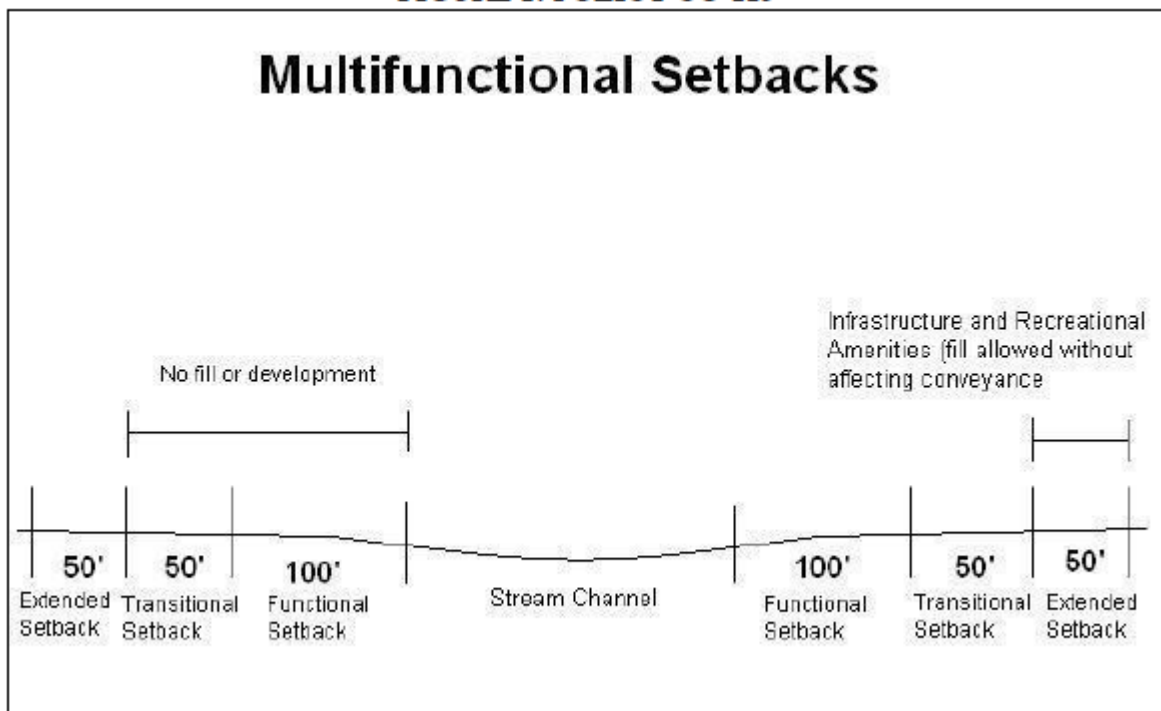 Multifunctional Setbacks
Infrastructure and Recreational
Amenities (fill allowed without
affecting conveyance
No fill or development
50'
50'
100'
100'
50'
50'
Extended
Setback
Transitional
Setback
Functional
Setback
Stream Channel
Functional
Setback
Transitional
Setback
Extended
Setback